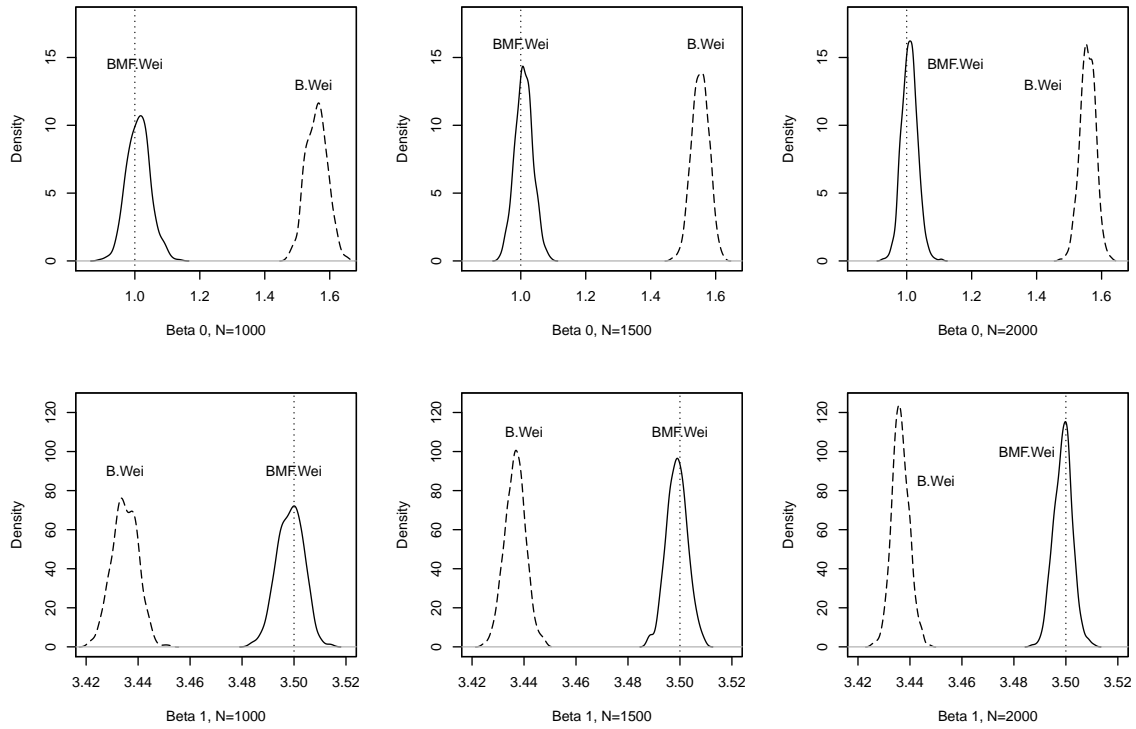 BMF.Wei
B.Wei
Density
0 5 10 15
1.0 1.2 1.4 1.6
Beta 0, N=1000
BMF.Wei
B.Wei
Density
0 5 10 15
1.0 1.2 1.4 1.6
Beta 0, N=1500
BMF.Wei
B.Wei
Density
0 5 10 15
1.0 1.2 1.4 1.6
Beta 0, N=2000
B.Wei
BMF.Wei
Density
0 20 40 60 80 100 120
3.42 3.44 3.46 3.48 3.50 3.52
Beta 1, N=1000
B.Wei
BMF.Wei
Density
0 20 40 60 80 100 120
3.42 3.44 3.46 3.48 3.50 3.52
Beta 1, N=1500
BMF.Wei
B.Wei
Density
0 20 40 60 80 100 120
3.42 3.44 3.46 3.48 3.50 3.52
Beta 1, N=2000